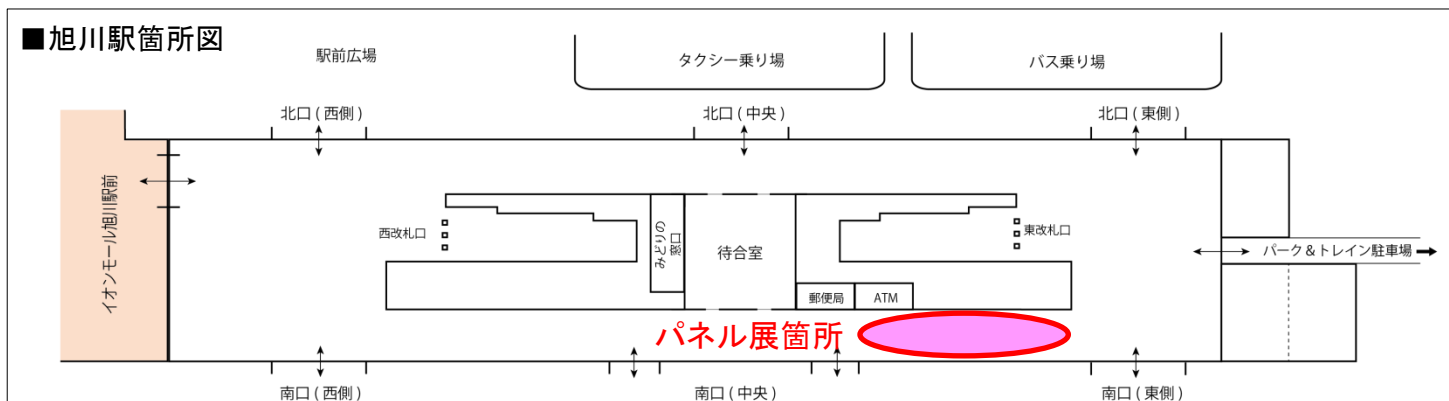 ■旭川駅箇所図
駅前広場
タクシー乗り場
バス乗り場
北口(西側)
北口(中央)
北口(東側)
イオンモール旭川駅前
西改札口
みどりの
窓口
待合室
東改札口
パーク&トレイン駐車場
郵便局
ATM
パネル展箇所
南口(西側)
南口(中央)
南口(東側)